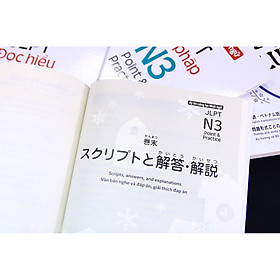 JLPT
Đọc hiểu
N3
Point &
pháp
JLPT
N3
Point &
Practice
かんまつ
巻末
かいとう かいせつ
スクリプトと解答・解説
Scripts, answers, and explanations
Văn bản nghe và đáp án, giải thích đáp án